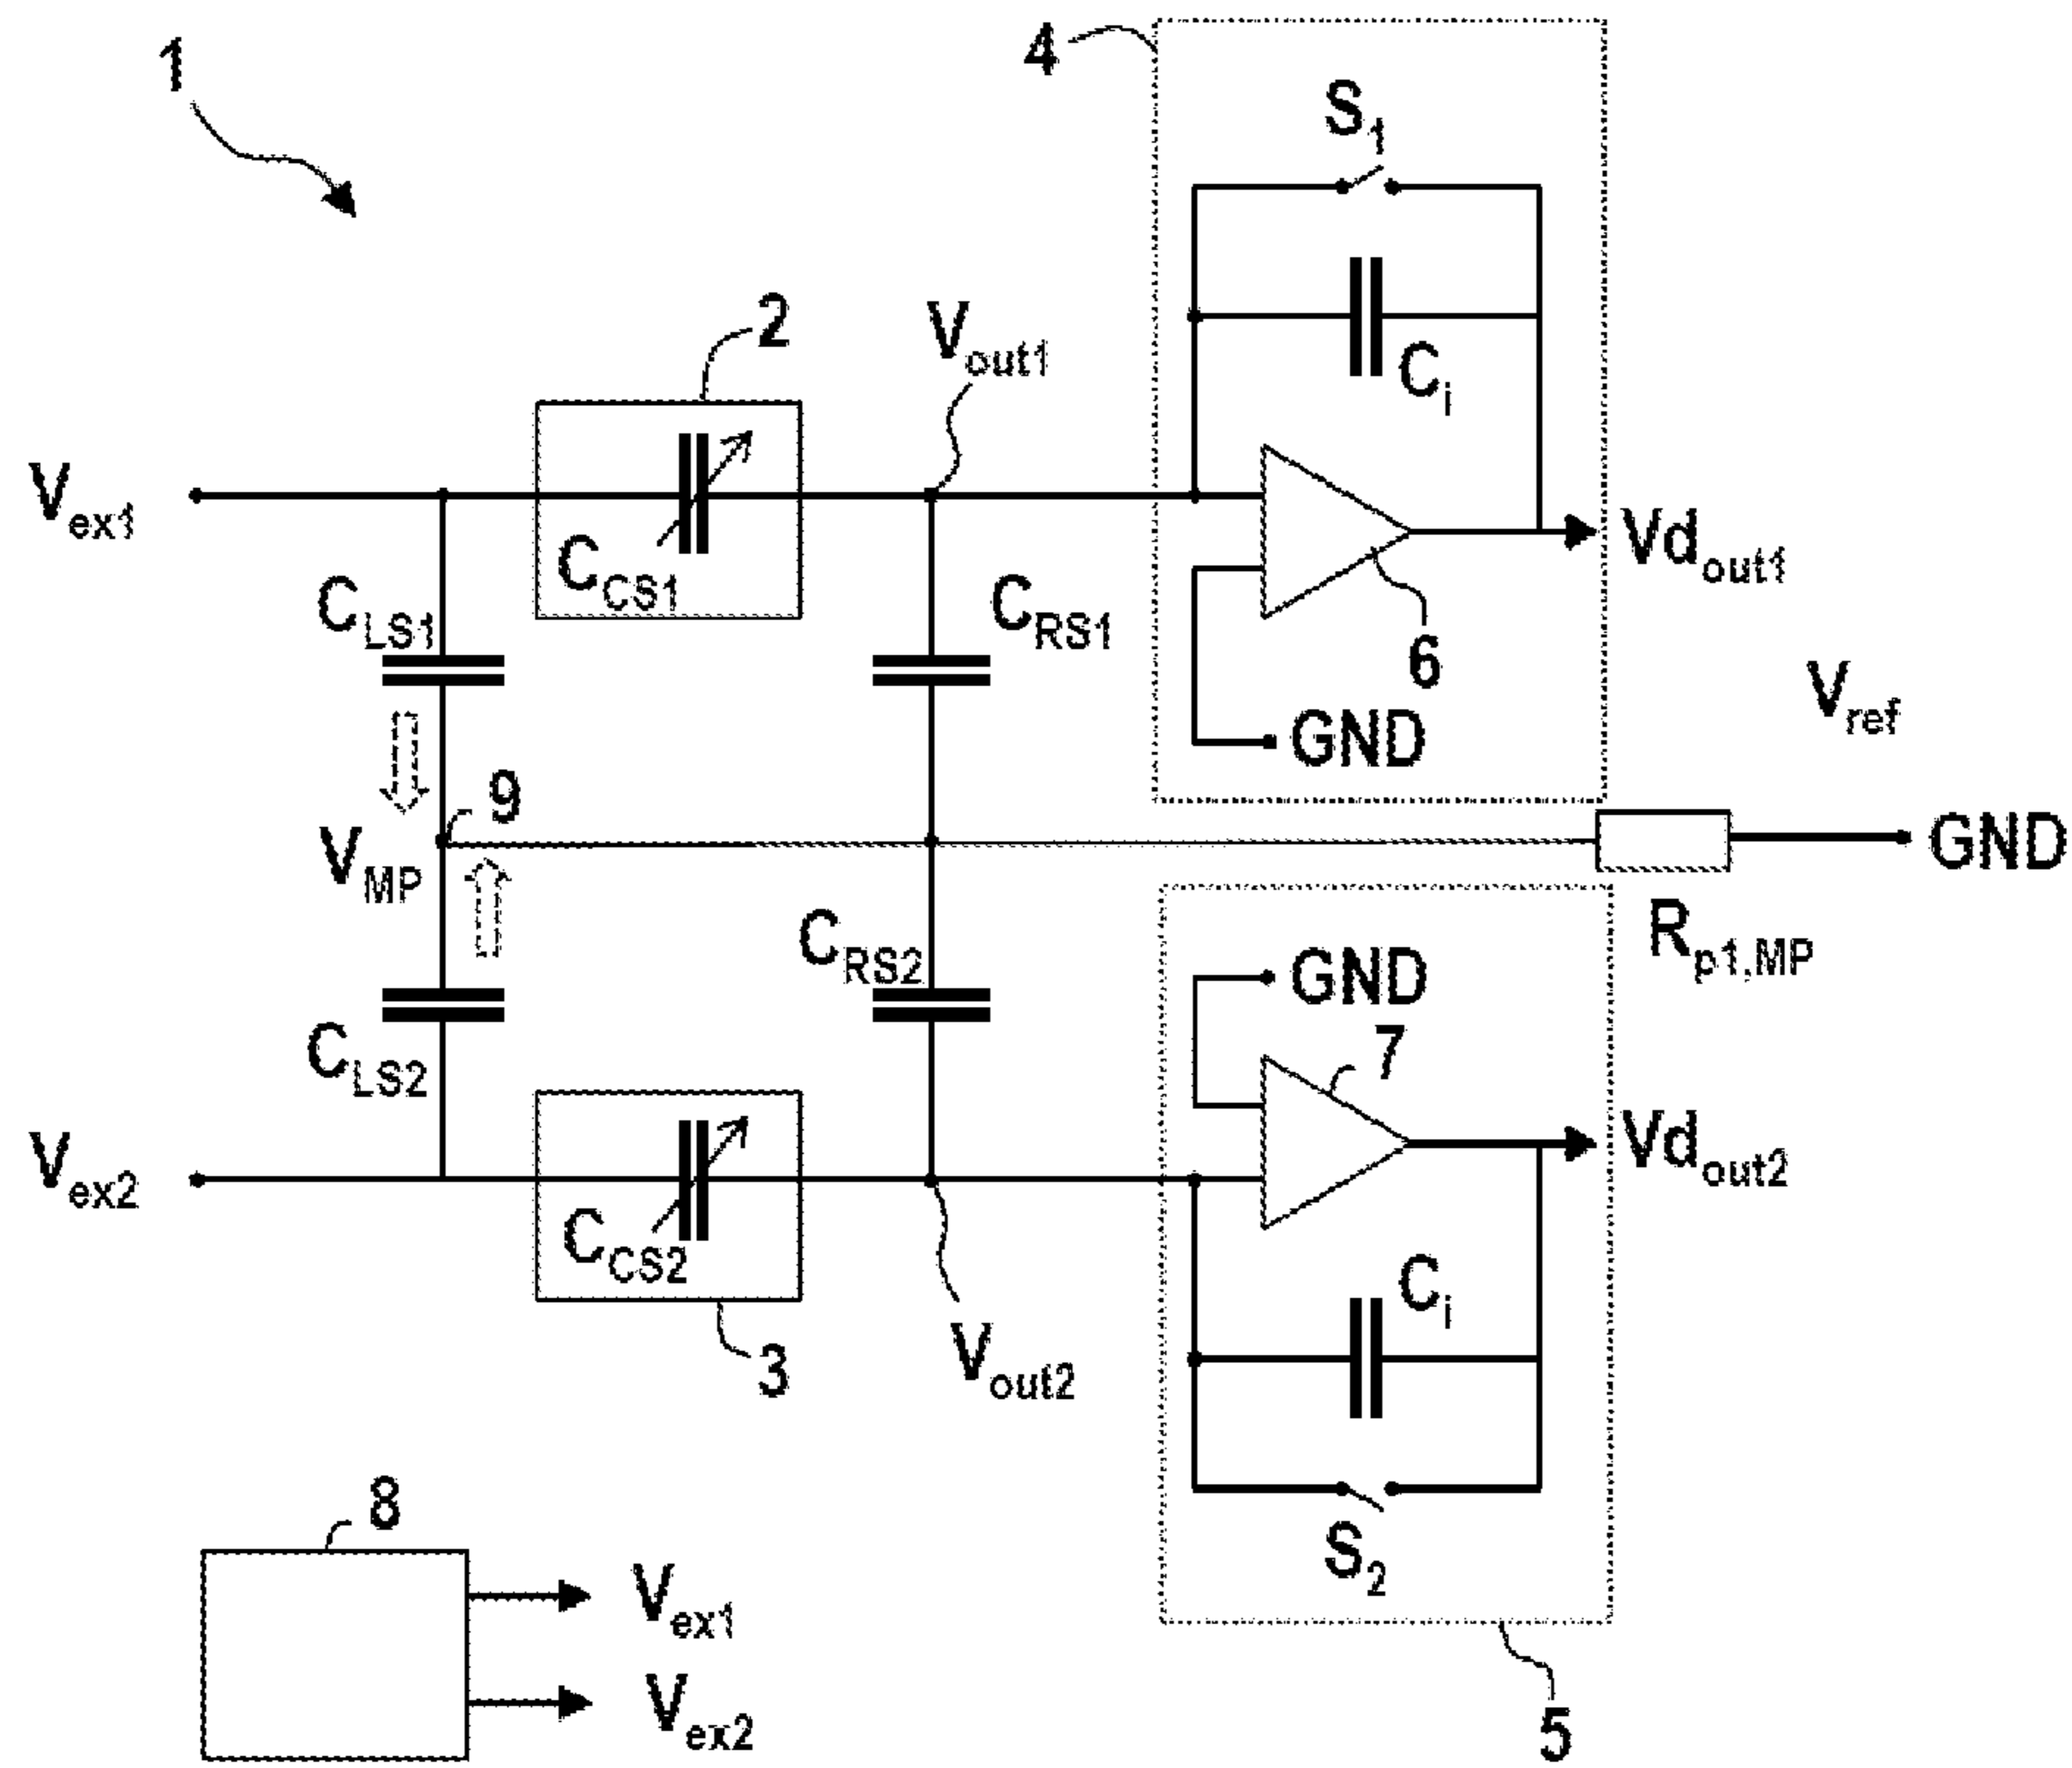 1
4
S1
2
Vout1
Ci
Vex1
CCS1
Vdout1
CLS1
CRS1
6
Vref
GND
9
VMP
GND
CRS2
Rp1,MP
GND
7
CLS2
Vdout2
Vex2
CCS2
Ci
3
Vout2
8
S2
Vex1
Vex2
5